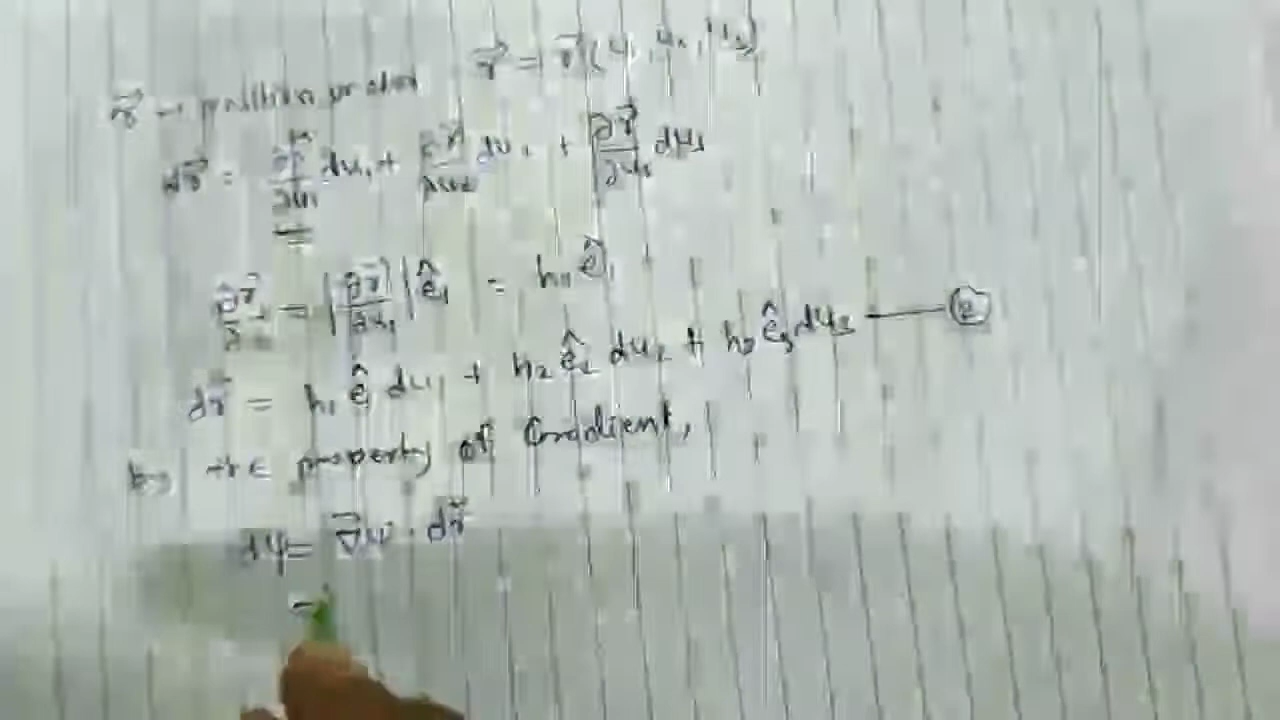 r⃗ = r⃗(u₁, u₂, u₃)
r⃗ → position vector
dr⃗ = ∂r⃗/∂u₁ du₁ + ∂r⃗/∂u₂ du₂ + ∂r⃗/∂u₃ du₃
∂r⃗/∂u₁ = |∂r⃗/∂u₁| ê₁ = h₁ ê₁
dr⃗ = h₁ ê₁ du₁ + h₂ ê₂ du₂ + h₃ ê₃ du₃ —— ②
by the property of Gradient,
dψ = ∇⃗ψ · dr⃗
=